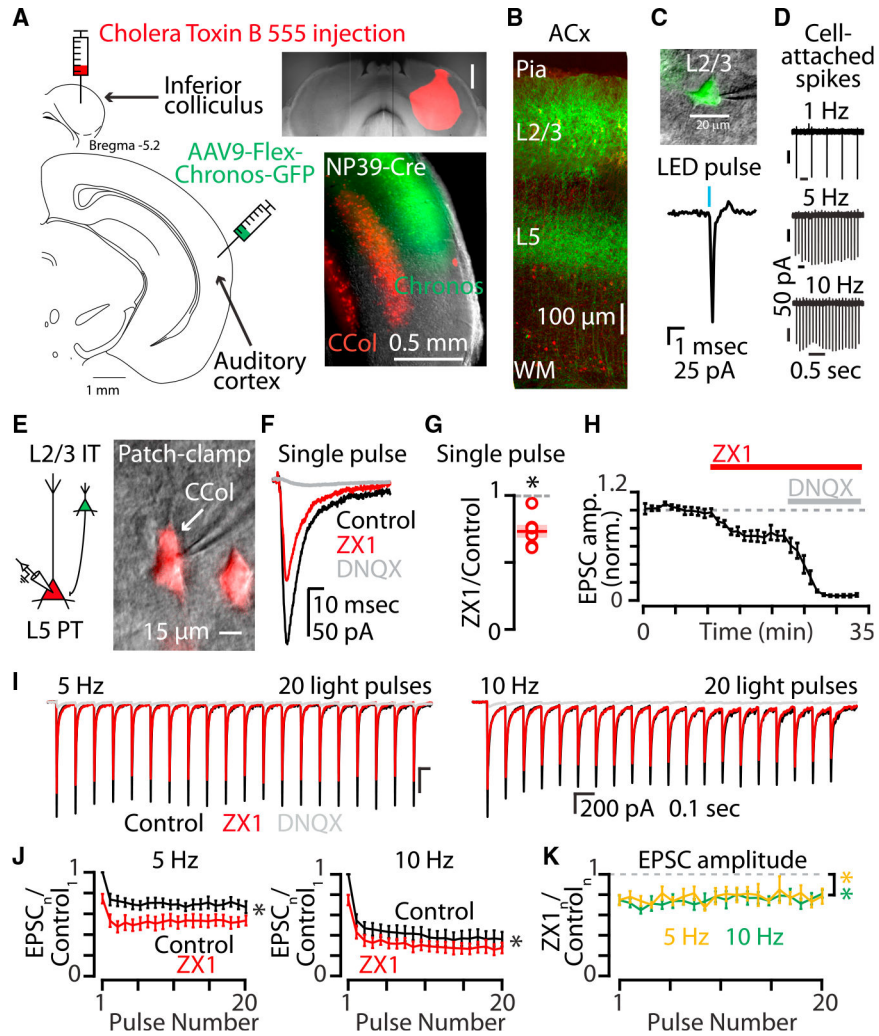 A
Cholera Toxin B 555 injection
Inferior
colliculus
Bregma -5.2
AAV9-Flex-
Chronos-GFP
NP39-Cre
Chronos
CCol
0.5 mm
Auditory
cortex
1 mm
B
ACx
Pia
L2/3
L5
100 µm
WM
C
L2/3
20 µm
LED pulse
1 msec
25 pA
D
Cell-
attached
spikes
1 Hz
5 Hz
50 pA
10 Hz
0.5 sec
E
L2/3 IT
L5 PT
Patch-clamp
CCol
15 µm
F
Single pulse
Control
ZX1
DNQX
10 msec
50 pA
G
Single pulse
*
1
ZX1/Control
0
H
ZX1
DNQX
1.2
EPSC amp.
(norm.)
0
0
Time (min)
35
I
5 Hz
20 light pulses
10 Hz
20 light pulses
Control ZX1 DNQX
200 pA 0.1 sec
J
5 Hz
1
EPSCn/
Control1
0
Control
ZX1
*
1
20
Pulse Number
10 Hz
1
EPSCn/
Control1
0
Control
ZX1
*
1
20
Pulse Number
K
EPSC amplitude
1
ZX1n/
Controln
0
*
*
5 Hz 10 Hz
1
20
Pulse Number